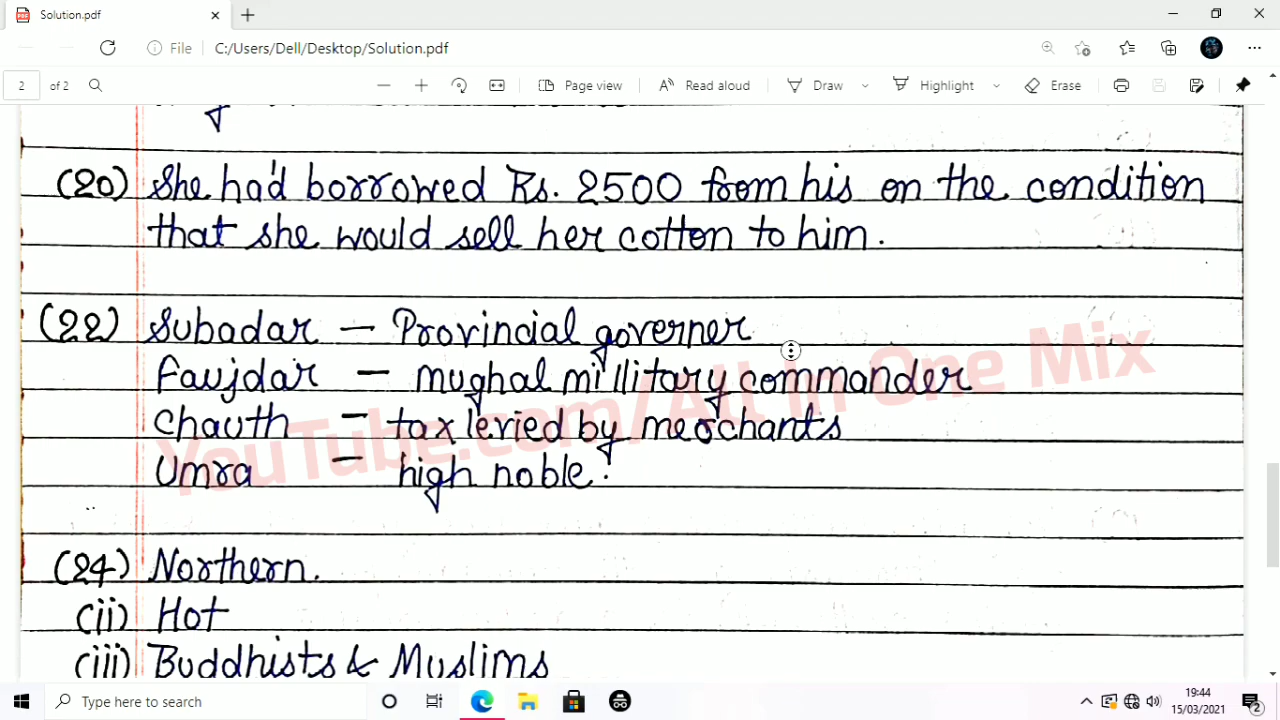 Solution.pdf
File C:/Users/Dell/Desktop/Solution.pdf
2 of 2 Page view Read aloud Draw Highlight Erase
(20) She had borrowed Rs. 2500 from his on the condition
that she would sell her cotton to him.
(22) Subadar – Provincial governer
Faujdar – mughal millitary commander
Chauth – tax levied by merchants
Umra – high noble.
YouTube.com/All in One Mix
(24) Northern.
(ii) Hot
(iii) Buddhists & Muslims
Type here to search
19:44
15/03/2021
2